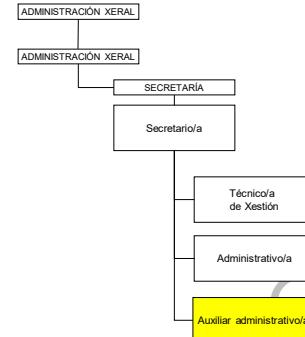 ADMINISTRACIÓN XERAL
ADMINISTRACIÓN XERAL
SECRETARÍA
Secretario/a
Técnico/a
de Xestión
Administrativo/a
Auxiliar administrativo/a